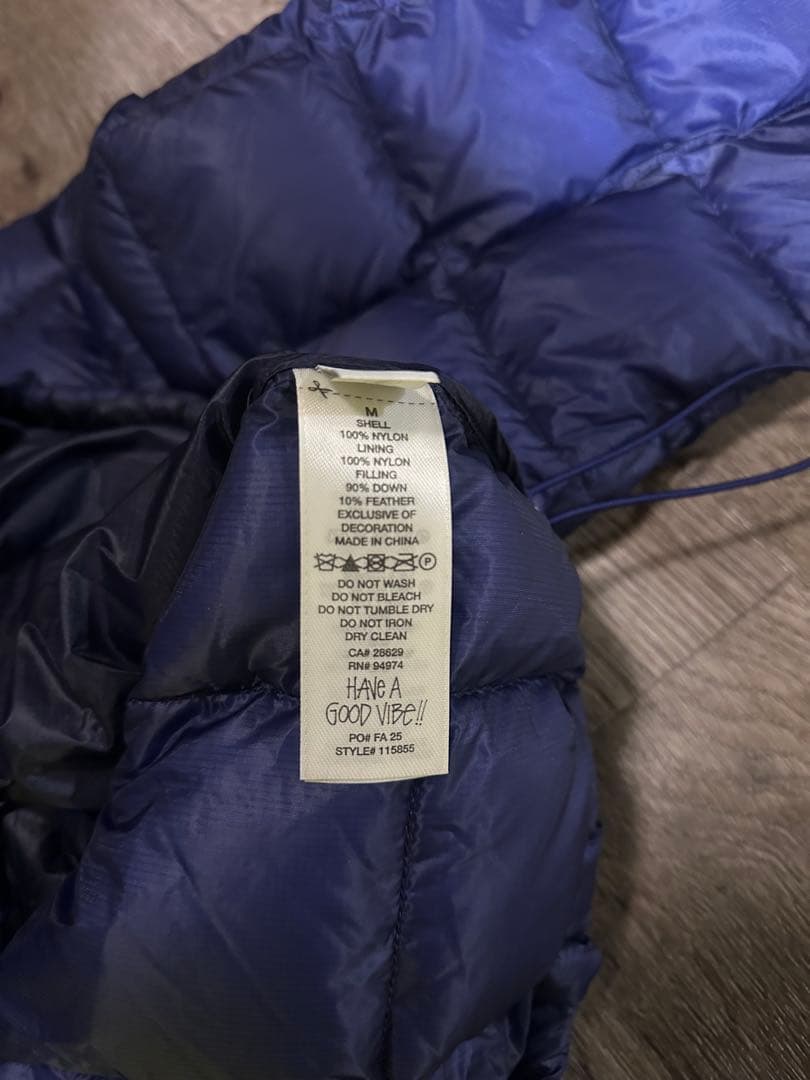 M
SHELL
100% NYLON
LINING
100% NYLON
FILLING
90% DOWN
10% FEATHER
EXCLUSIVE OF
DECORATION
MADE IN CHINA
P
DO NOT WASH
DO NOT BLEACH
DO NOT TUMBLE DRY
DO NOT IRON
DRY CLEAN
CA# 28629
RN# 94974
HAVE A
GOOD VIBE!!
PO# FA 25
STYLE# 115855